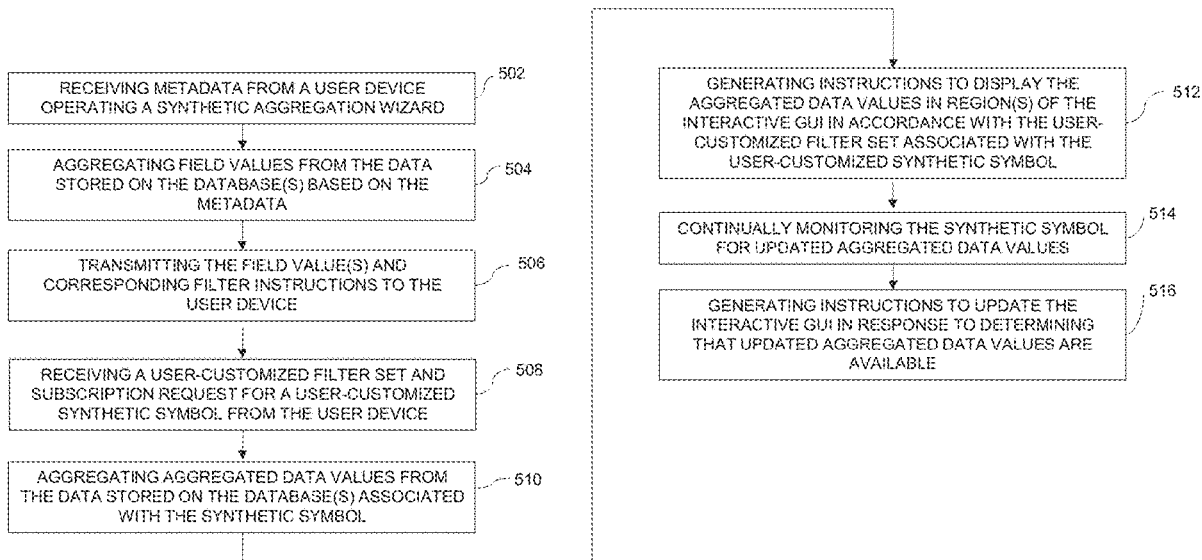 RECEIVING METADATA FROM A USER DEVICE
OPERATING A SYNTHETIC AGGREGATION WIZARD
502
AGGREGATING FIELD VALUES FROM THE DATA
STORED ON THE DATABASE(S) BASED ON THE
METADATA
504
TRANSMITTING THE FIELD VALUE(S) AND
CORRESPONDING FILTER INSTRUCTIONS TO THE
USER DEVICE
506
RECEIVING A USER-CUSTOMIZED FILTER SET AND
SUBSCRIPTION REQUEST FOR A USER-CUSTOMIZED
SYNTHETIC SYMBOL FROM THE USER DEVICE
508
AGGREGATING AGGREGATED DATA VALUES FROM
THE DATA STORED ON THE DATABASE(S) ASSOCIATED
WITH THE SYNTHETIC SYMBOL
510
GENERATING INSTRUCTIONS TO DISPLAY THE
AGGREGATED DATA VALUES IN REGION(S) OF THE
INTERACTIVE GUI IN ACCORDANCE WITH THE USER-
CUSTOMIZED FILTER SET ASSOCIATED WITH THE
USER-CUSTOMIZED SYNTHETIC SYMBOL
512
CONTINUALLY MONITORING THE SYNTHETIC SYMBOL
FOR UPDATED AGGREGATED DATA VALUES
514
GENERATING INSTRUCTIONS TO UPDATE THE
INTERACTIVE GUI IN RESPONSE TO DETERMINING
THAT UPDATED AGGREGATED DATA VALUES ARE
AVAILABLE
516